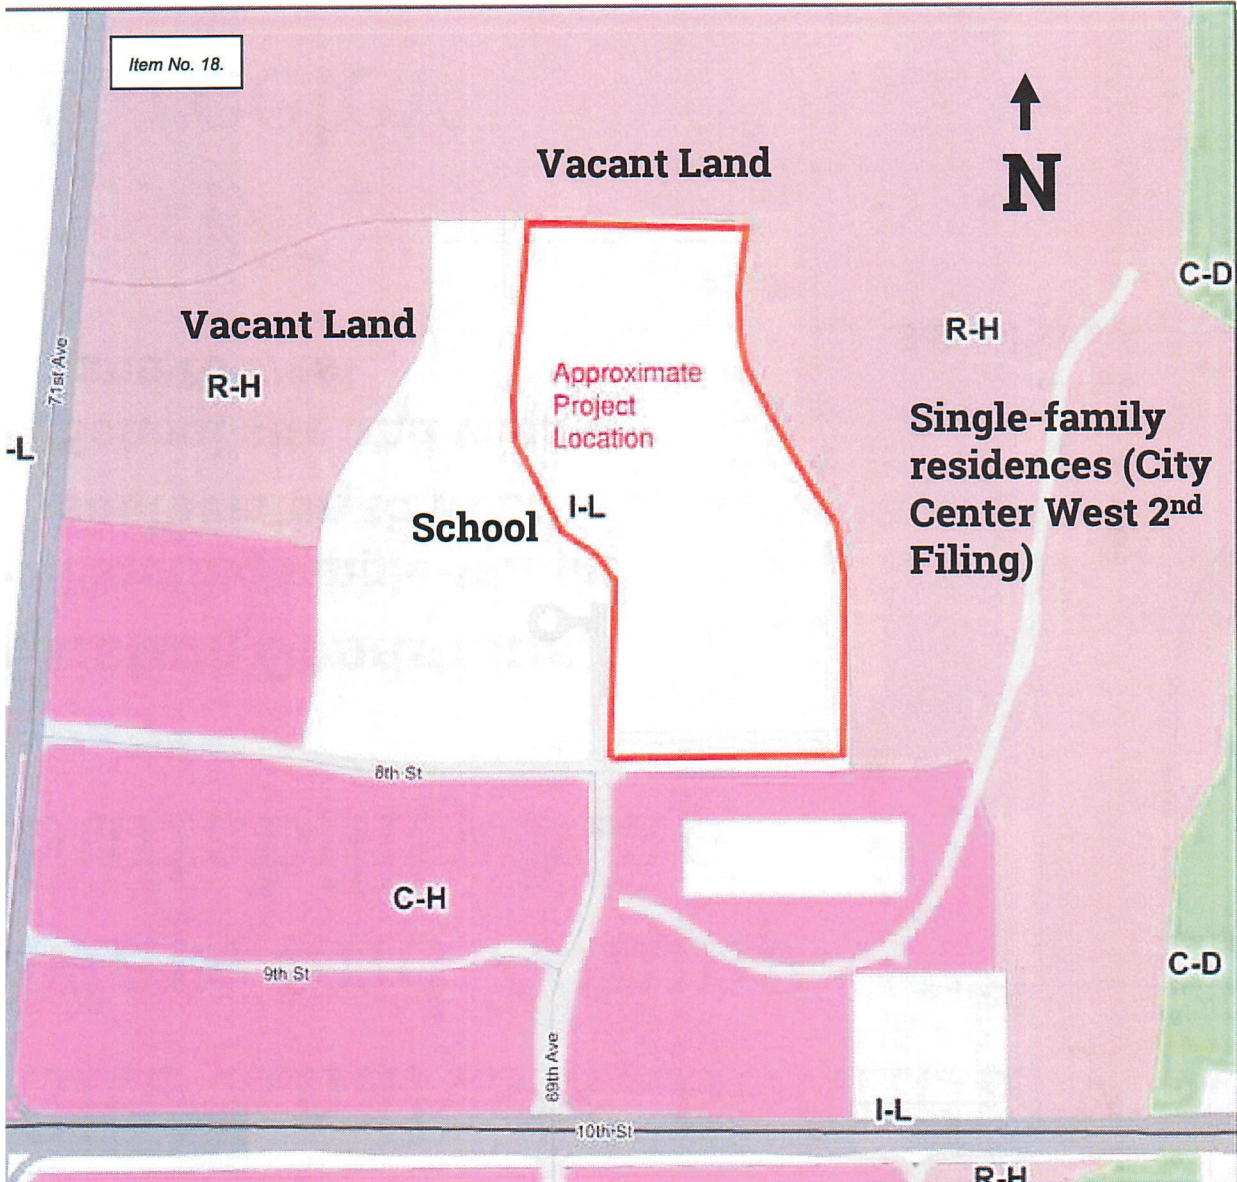 Item No. 18.
Vacant Land
N
C-D
Vacant Land
R-H
R-H
71st Ave
Approximate
Project
Location
Single-family
residences (City
Center West 2nd
Filing)
-L
I-L
School
8th St
C-H
9th St
C-D
69th Ave
I-L
10th St
R-H